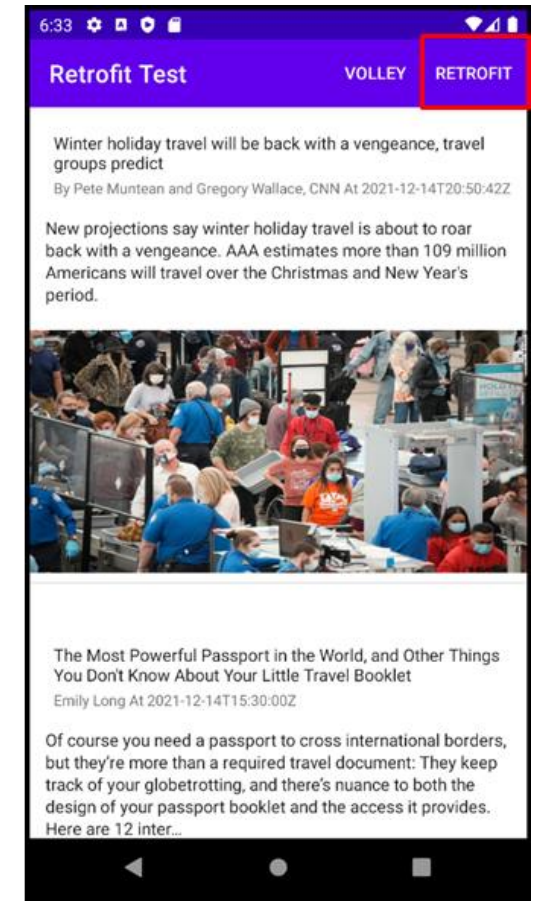 6:33
Retrofit Test VOLLEY RETROFIT
Winter holiday travel will be back with a vengeance, travel
groups predict
By Pete Muntean and Gregory Wallace, CNN At 2021-12-14T20:50:42Z
New projections say winter holiday travel is about to roar
back with a vengeance. AAA estimates more than 109 million
Americans will travel over the Christmas and New Year's
period.
The Most Powerful Passport in the World, and Other Things
You Don't Know About Your Little Travel Booklet
Emily Long At 2021-12-14T15:30:00Z
Of course you need a passport to cross international borders,
but they're more than a required travel document: They keep
track of your globetrotting, and there's nuance to both the
design of your passport booklet and the access it provides.
Here are 12 inter...